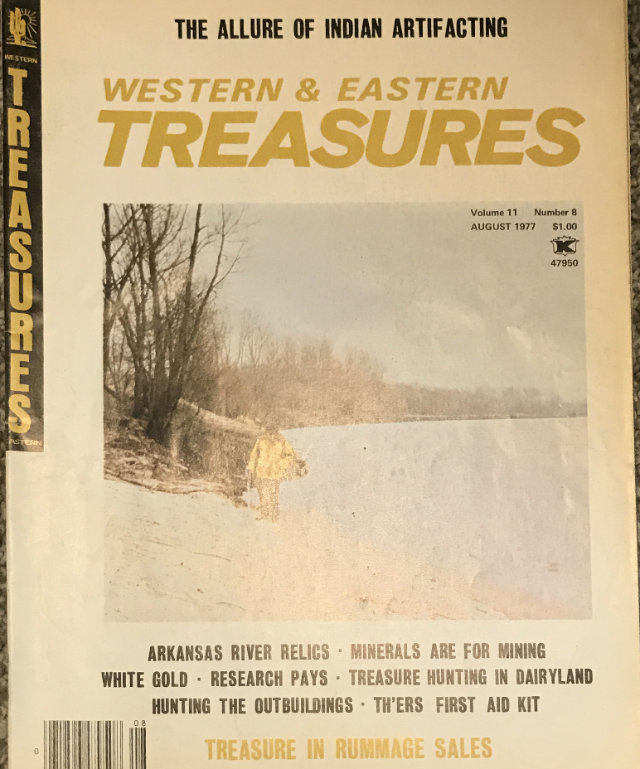 THE ALLURE OF INDIAN ARTIFACTING
WESTERN
TREASURES
EASTERN
WESTERN & EASTERN
TREASURES
Volume 11 Number 8
AUGUST 1977 $1.00
K
47950
ARKANSAS RIVER RELICS · MINERALS ARE FOR MINING
WHITE GOLD · RESEARCH PAYS · TREASURE HUNTING IN DAIRYLAND
HUNTING THE OUTBUILDINGS · TH'ERS FIRST AID KIT
08
0
TREASURE IN RUMMAGE SALES